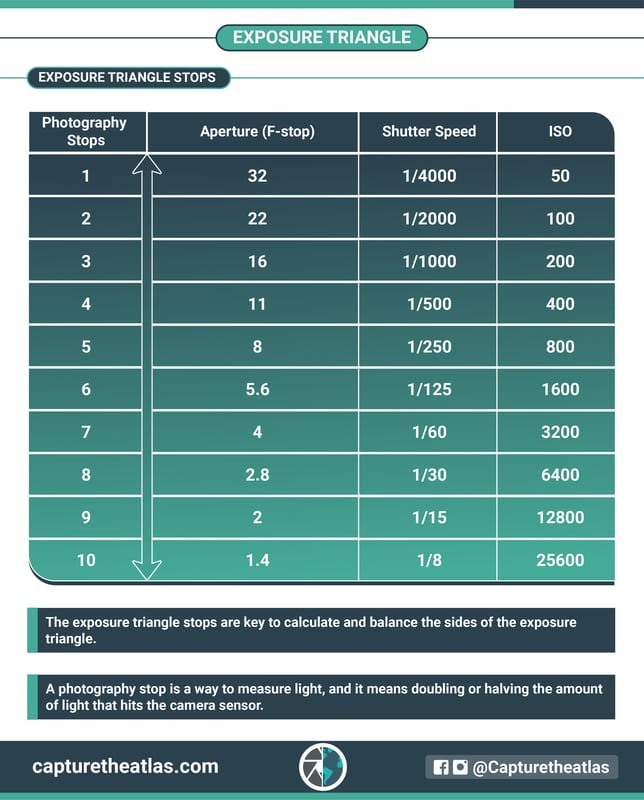 EXPOSURE TRIANGLE
EXPOSURE TRIANGLE STOPS
Photography Stops Aperture (F-stop) Shutter Speed ISO
1 32 1/4000 50
2 22 1/2000 100
3 16 1/1000 200
4 11 1/500 400
5 8 1/250 800
6 5.6 1/125 1600
7 4 1/60 3200
8 2.8 1/30 6400
9 2 1/15 12800
10 1.4 1/8 25600
The exposure triangle stops are key to calculate and balance the sides of the exposure
triangle.
A photography stop is a way to measure light, and it means doubling or halving the amount
of light that hits the camera sensor.
capturetheatlas.com @Capturetheatlas